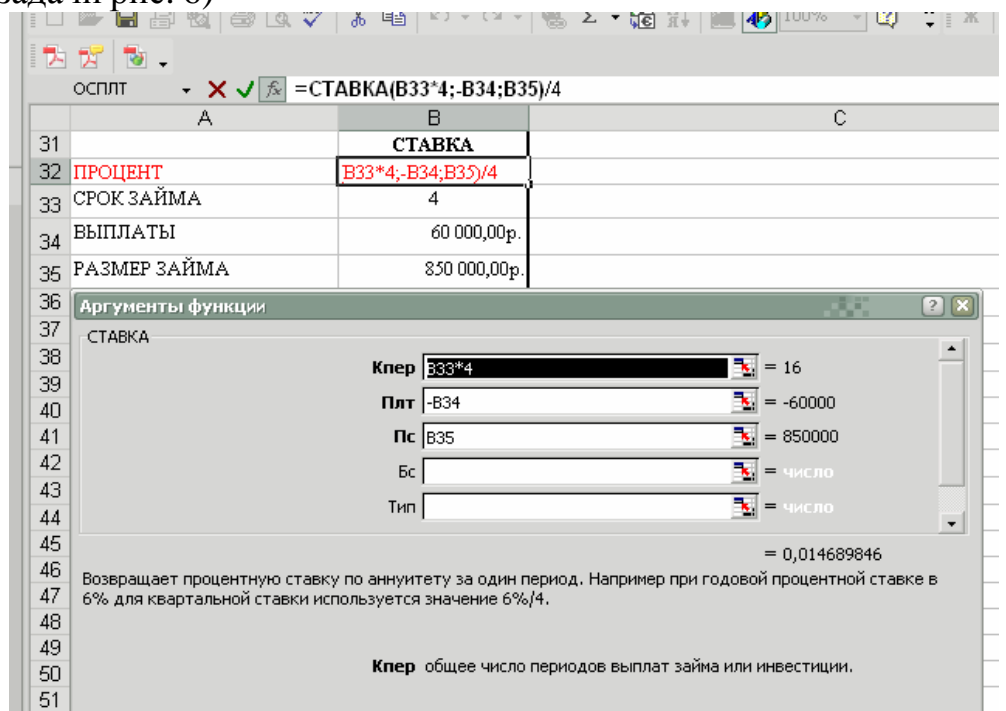 задачі рис. 6)
100%
Ж
ОСПЛТ =СТАВКА(B33*4;-B34;B35)/4
A B C
31 СТАВКА
32 ПРОЦЕНТ B33*4;-B34;B35)/4
33 СРОК ЗАЙМА 4
34 ВЫПЛАТЫ 60 000,00р.
35 РАЗМЕР ЗАЙМА 850 000,00р.
36 Аргументы функции
37 СТАВКА
38 Кпер B33*4 = 16
39
40 Плт -B34 = -60000
41 Пс B35 = 850000
42 Бс = число
43
44 Тип = число
45 = 0,014689846
46 Возвращает процентную ставку по аннуитету за один период. Например при годовой процентной ставке в
47 6% для квартальной ставки используется значение 6%/4.
48
49
50 Кпер общее число периодов выплат займа или инвестиции.
51